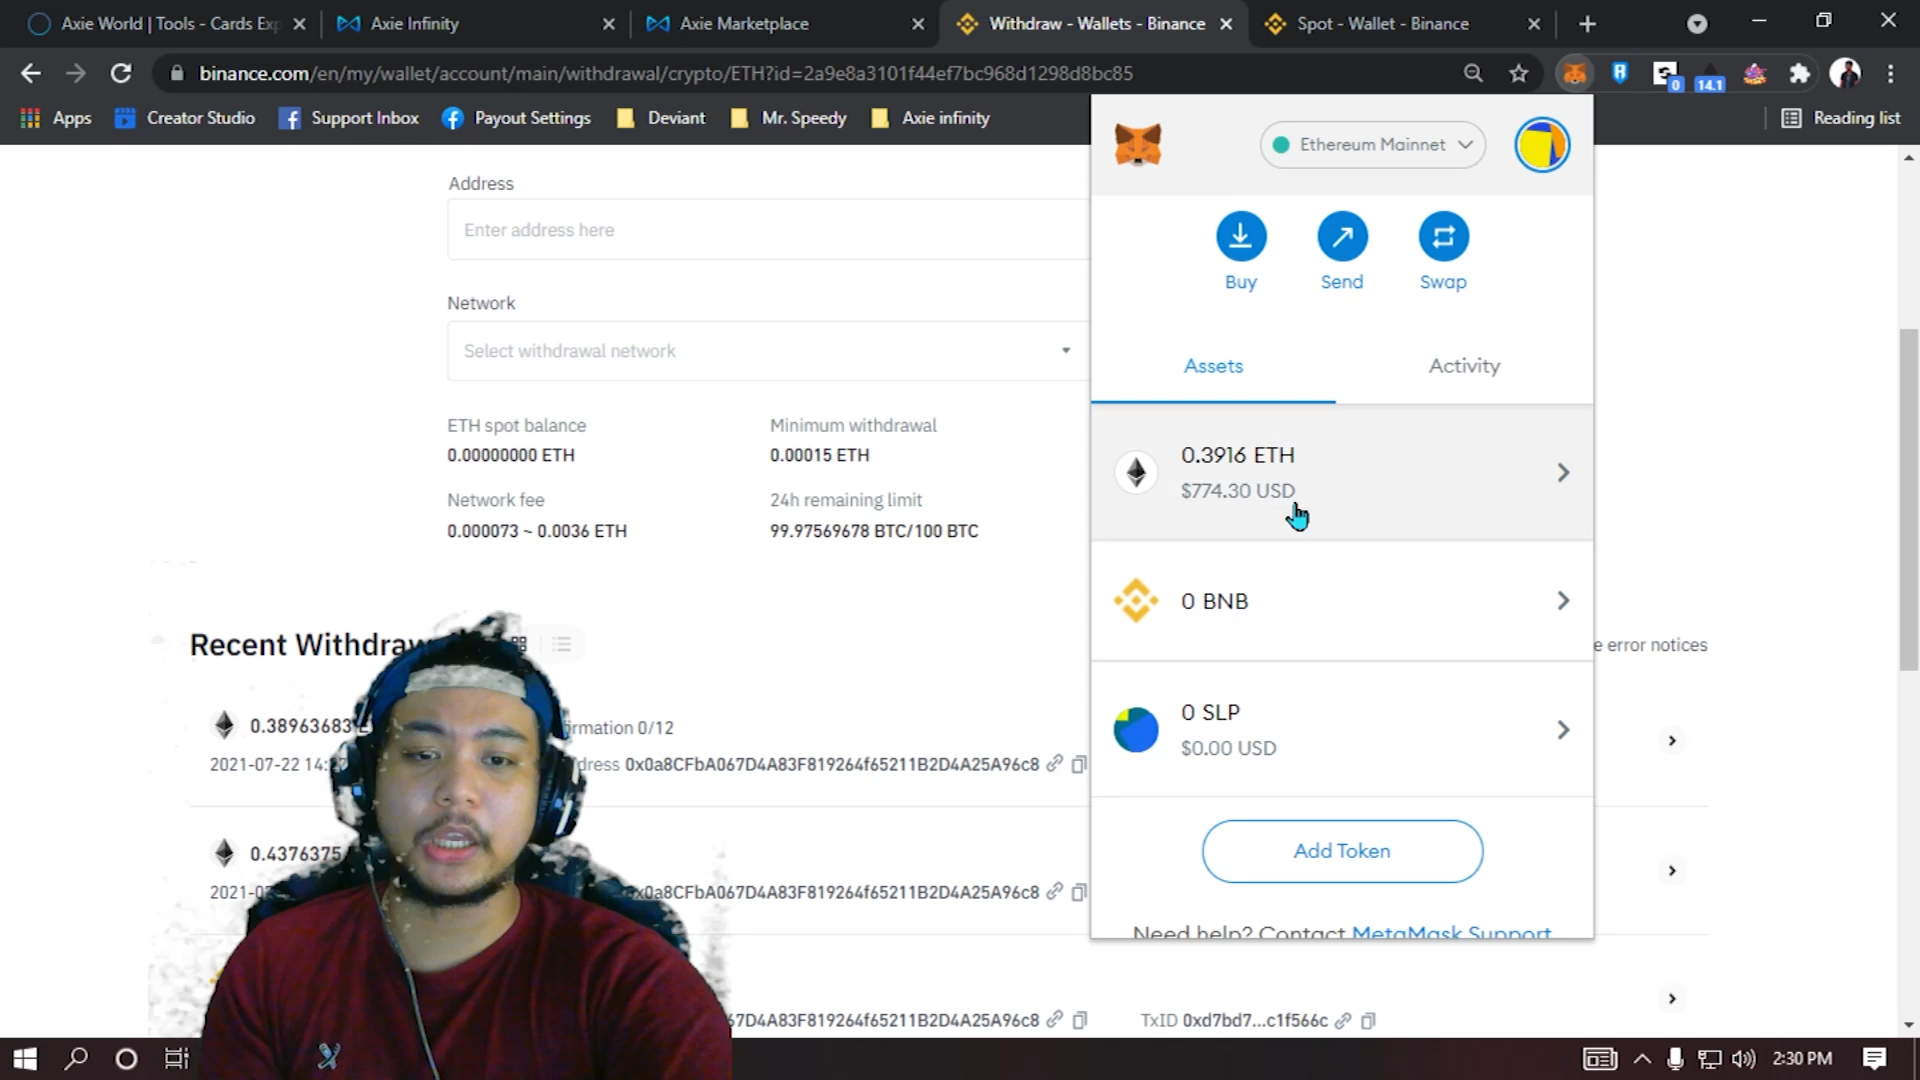 Axie World | Tools - Cards Exp
Axie Infinity
Axie Marketplace
Withdraw - Wallets - Binance
Spot - Wallet - Binance
binance.com/en/my/wallet/account/main/withdrawal/crypto/ETH?id=2a9e8a3101f44ef7bc968d1298d8bc85
0
14.1
Apps
Creator Studio
Support Inbox
Payout Settings
Deviant
Mr. Speedy
Axie infinity
Reading list
Address
Enter address here
Network
Select withdrawal network
ETH spot balance
0.00000000 ETH
Minimum withdrawal
0.00015 ETH
Network fee
0.000073 ~ 0.0036 ETH
24h remaining limit
99.97569678 BTC/100 BTC
Ethereum Mainnet
Buy
Send
Swap
Assets
Activity
0.3916 ETH
$774.30 USD
0 BNB
0 SLP
$0.00 USD
Add Token
Need help? Contact MetaMask Support
Recent Withdraw
e error notices
0.38963683 E
irmation 0/12
2021-07-22 14:
dress 0x0a8CFbA067D4A83F819264f65211B2D4A25A96c8
0.4376375
2021-0
x0a8CFbA067D4A83F819264f65211B2D4A25A96c8
67D4A83F819264f65211B2D4A25A96c8
TxID 0xd7bd7...c1f566c
2:30 PM